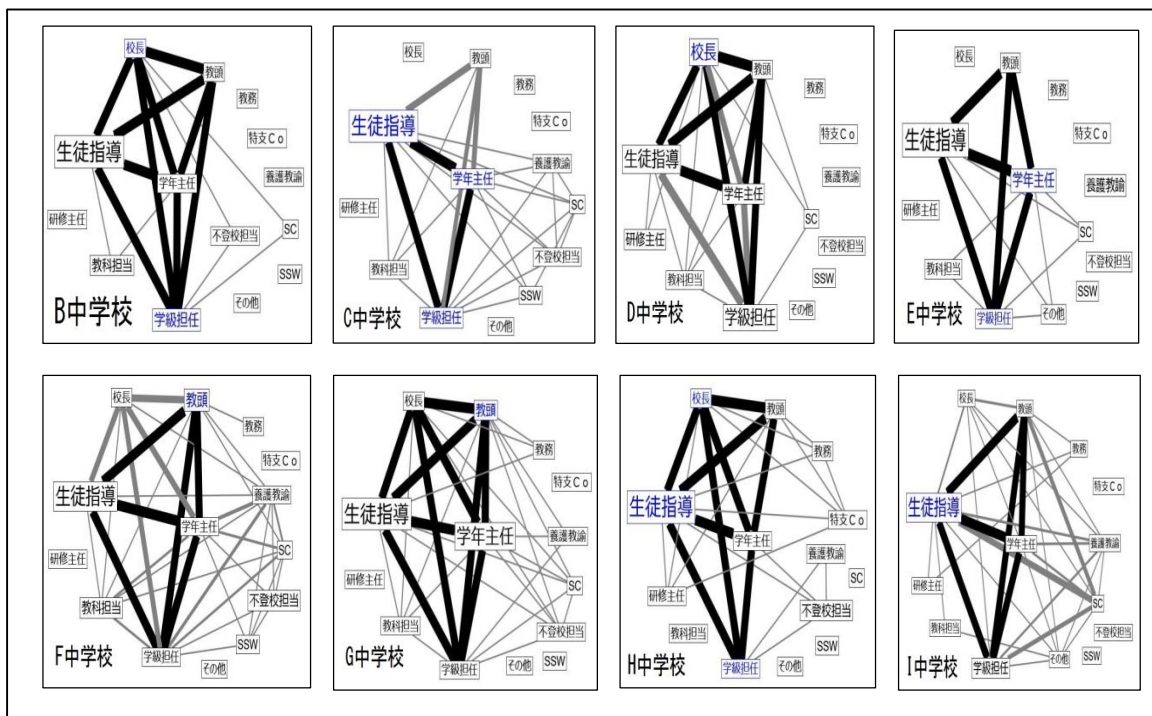 校長
教頭
教務
特支Co
生徒指導
養護教諭
学年主任
研修主任
SC
不登校担当
教科担当
SSW
その他
B中学校
学級担任
校長
教頭
教務
特支Co
生徒指導
養護教諭
学年主任
研修主任
SC
不登校担当
教科担当
SSW
C中学校
学級担任
その他
校長
教頭
教務
特支Co
生徒指導
養護教諭
学年主任
SC
研修主任
不登校担当
教科担当
SSW
D中学校
学級担任
その他
校長
教頭
教務
特支Co
生徒指導
学年主任
養護教諭
研修主任
SC
教科担当
不登校担当
SSW
E中学校
学級担任
その他
校長
教頭
教務
特支Co
生徒指導
養護教諭
学年主任
SC
研修主任
教科担当
不登校担当
SSW
F中学校
学級担任
その他
校長
教頭
教務
特支Co
生徒指導
学年主任
養護教諭
研修主任
SC
教科担当
不登校担当
G中学校
学級担任
その他
SSW
校長
教頭
教務
生徒指導
特支Co
学年主任
養護教諭
SC
研修主任
不登校担当
教科担当
SSW
H中学校
学級担任
その他
校長
教頭
教務
特支Co
生徒指導
学年主任
養護教諭
研修主任
SC
教科担当
不登校担当
SSW
I中学校
学級担任
その他